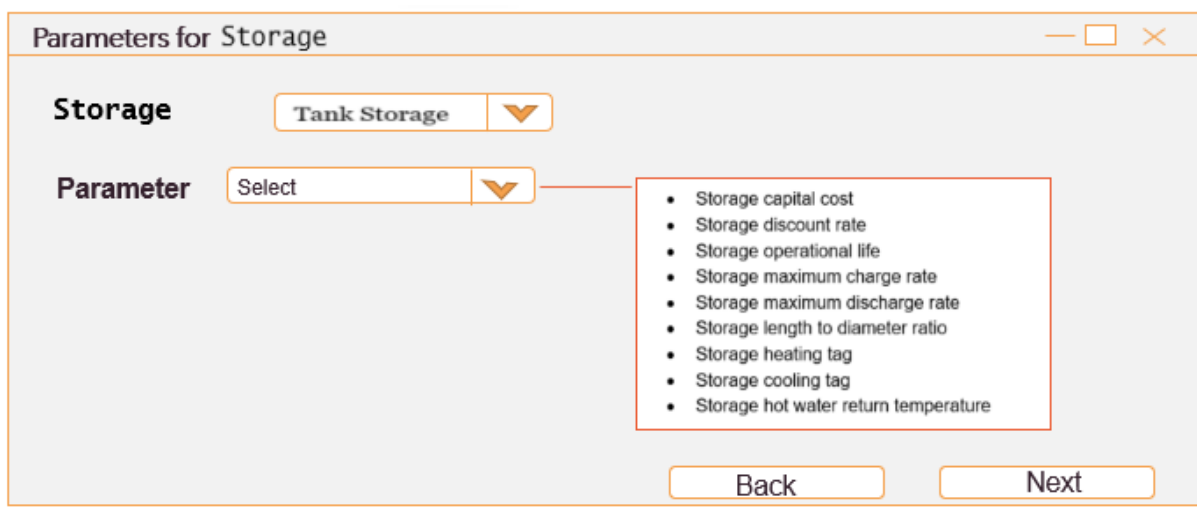 Parameters for Storage
Storage
Tank Storage
Parameter
Select
• Storage capital cost
• Storage discount rate
• Storage operational life
• Storage maximum charge rate
• Storage maximum discharge rate
• Storage length to diameter ratio
• Storage heating tag
• Storage cooling tag
• Storage hot water return temperature
Back
Next